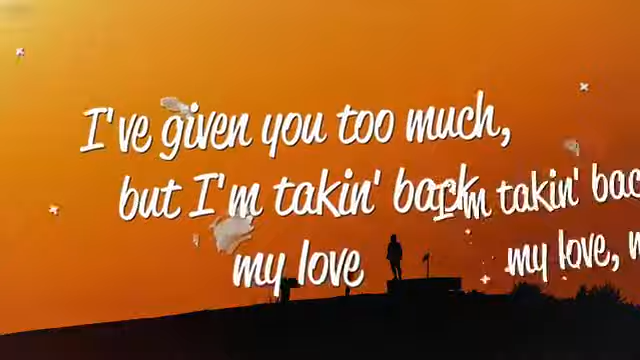 I've given you too much,
but I'm takin' back
my love
I'm takin' bac
my love, m